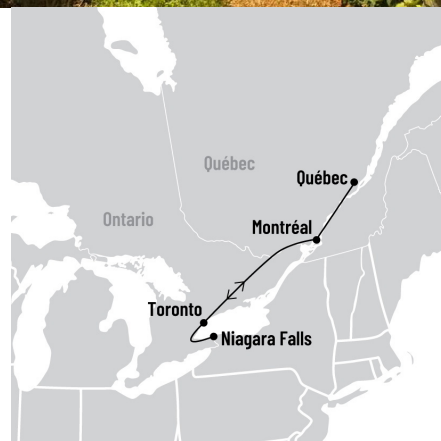 Québec
Québec
Ontario
Montréal
Toronto
Niagara Falls